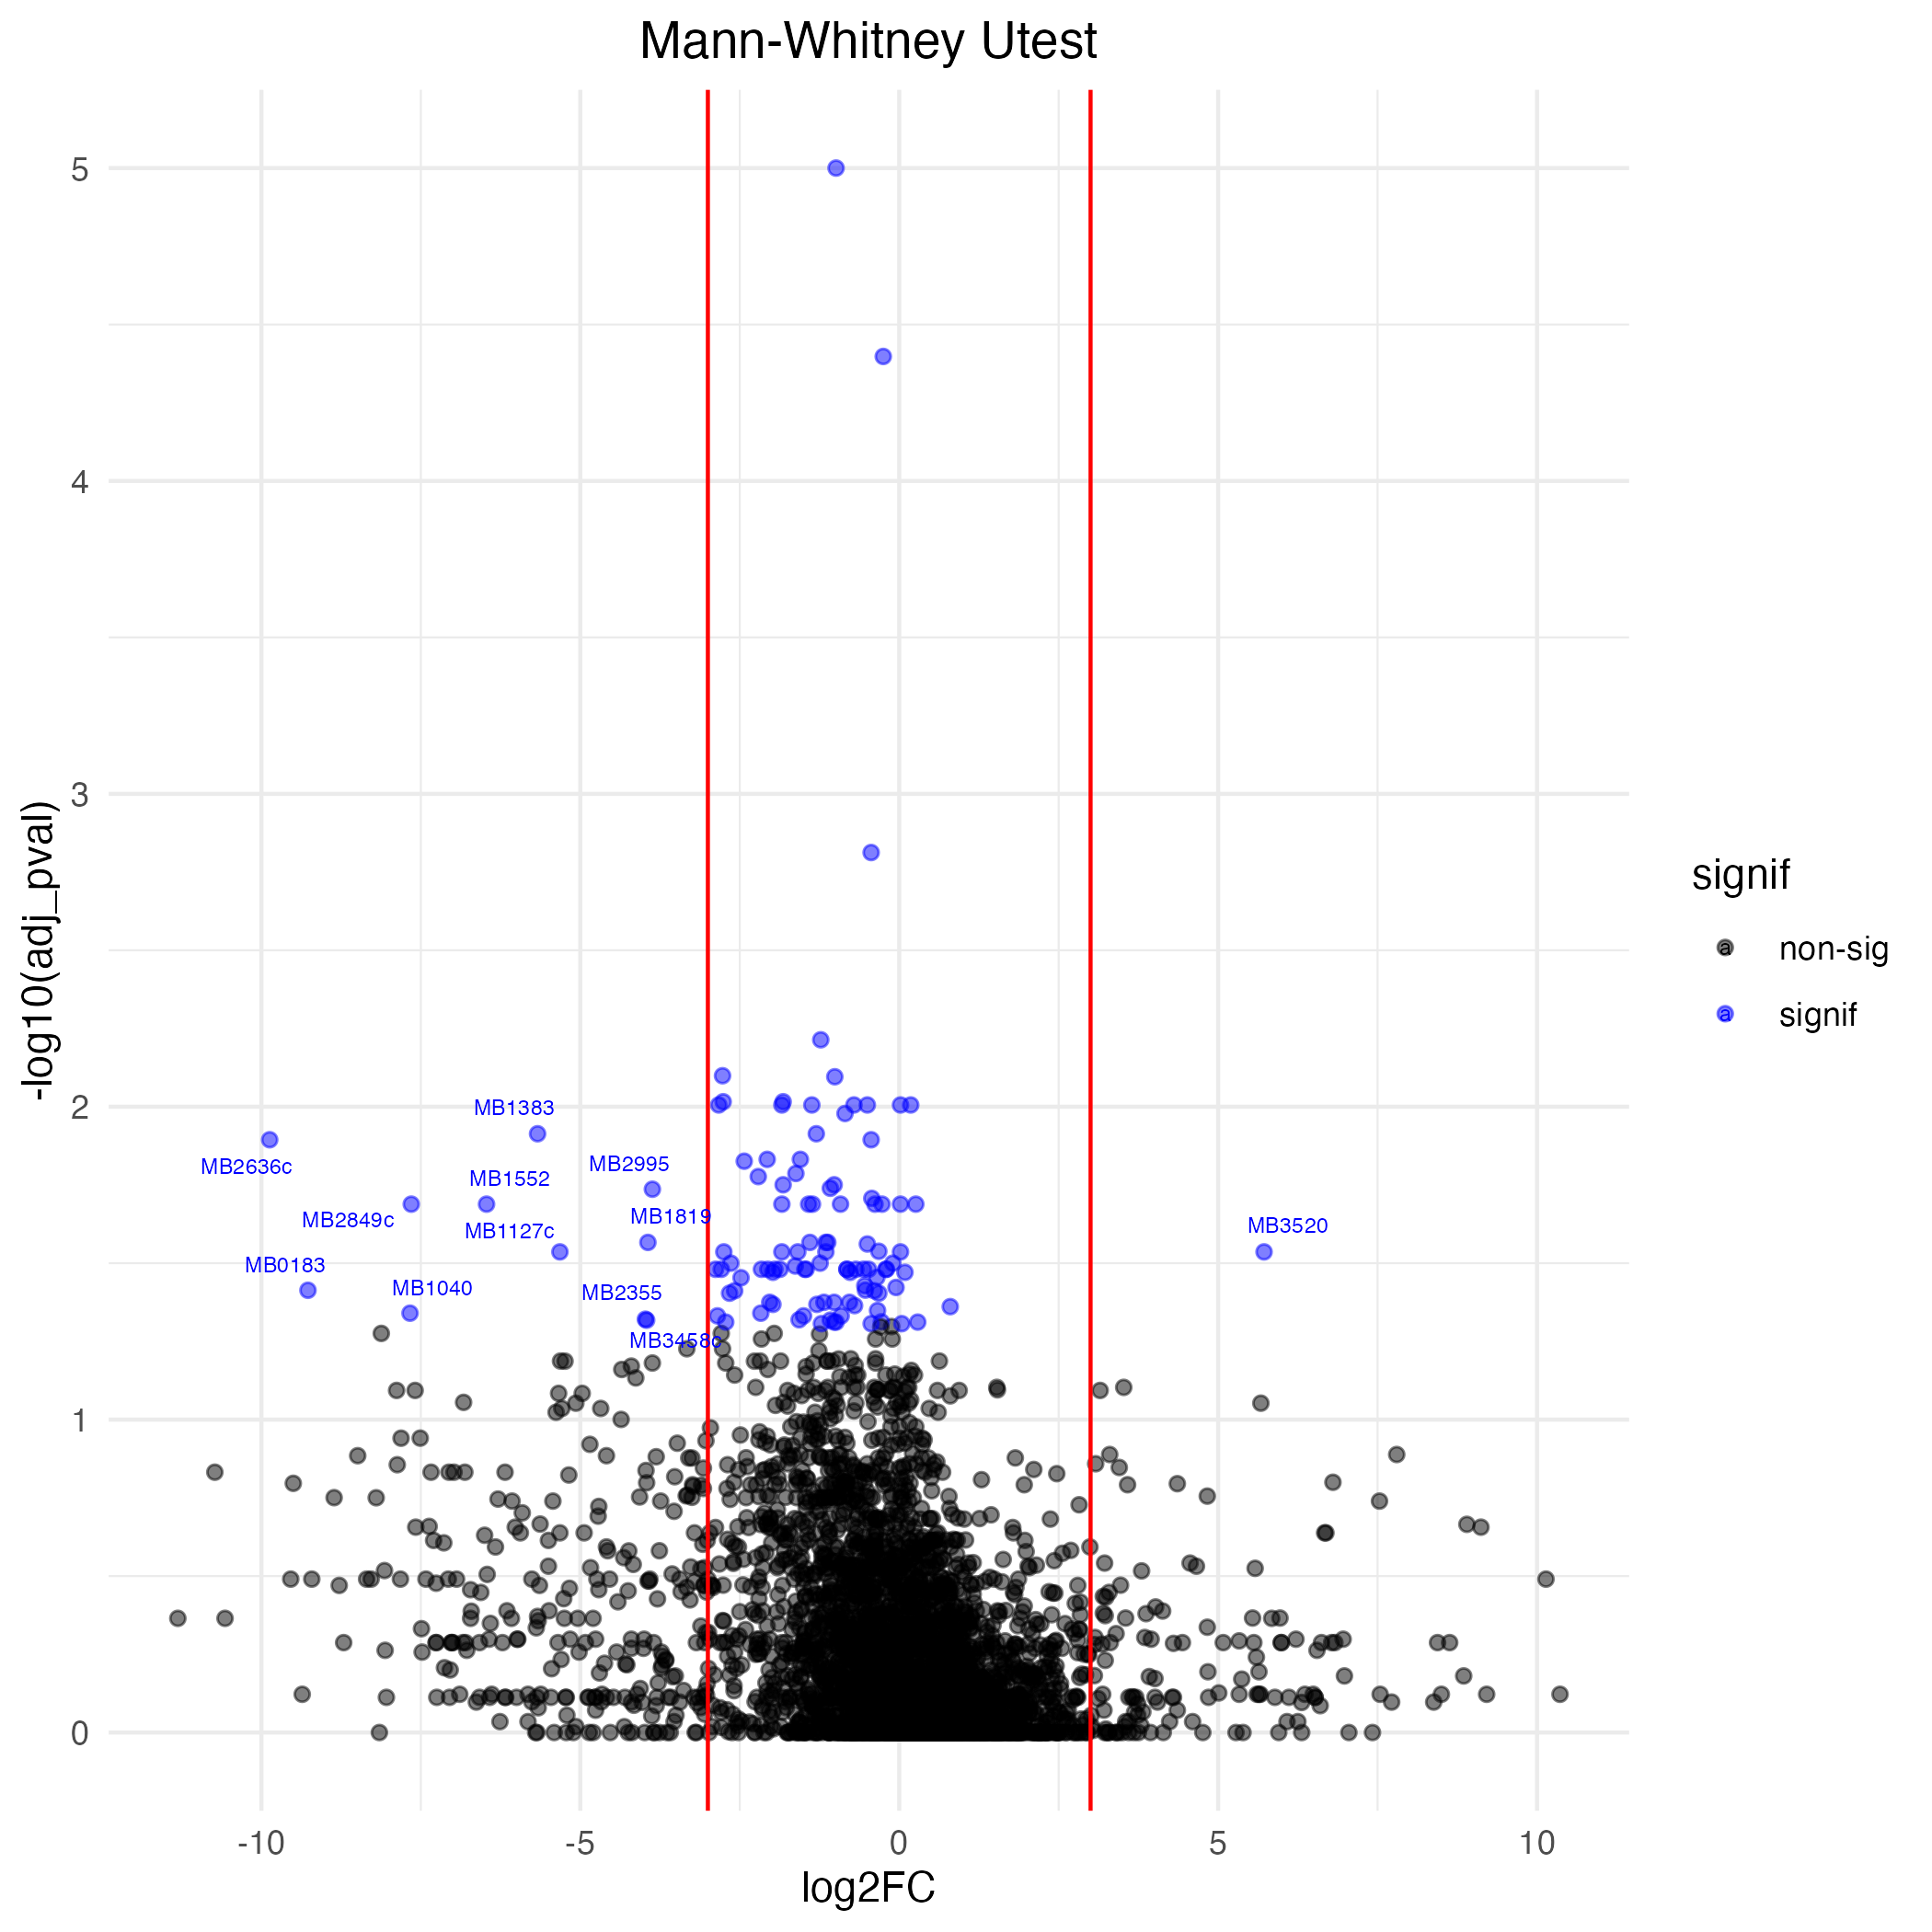 Mann-Whitney Utest
5
4
3
2
1
0
-log10(adj_pval)
MB1383
MB2636c
MB2995
MB1552
MB2849c
MB1819
MB1127c
MB3520
MB0183
MB1040
MB2355
MB3458c
-10
-5
0
5
10
log2FC
signif
a non-sig
a signif